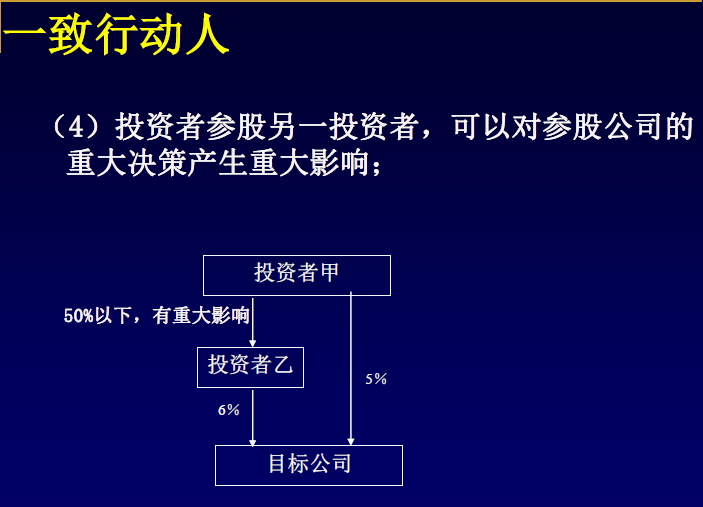 一致行动人
（4）投资者参股另一投资者，可以对参股公司的
重大决策产生重大影响；
投资者甲
50%以下，有重大影响
投资者乙
5%
6%
目标公司